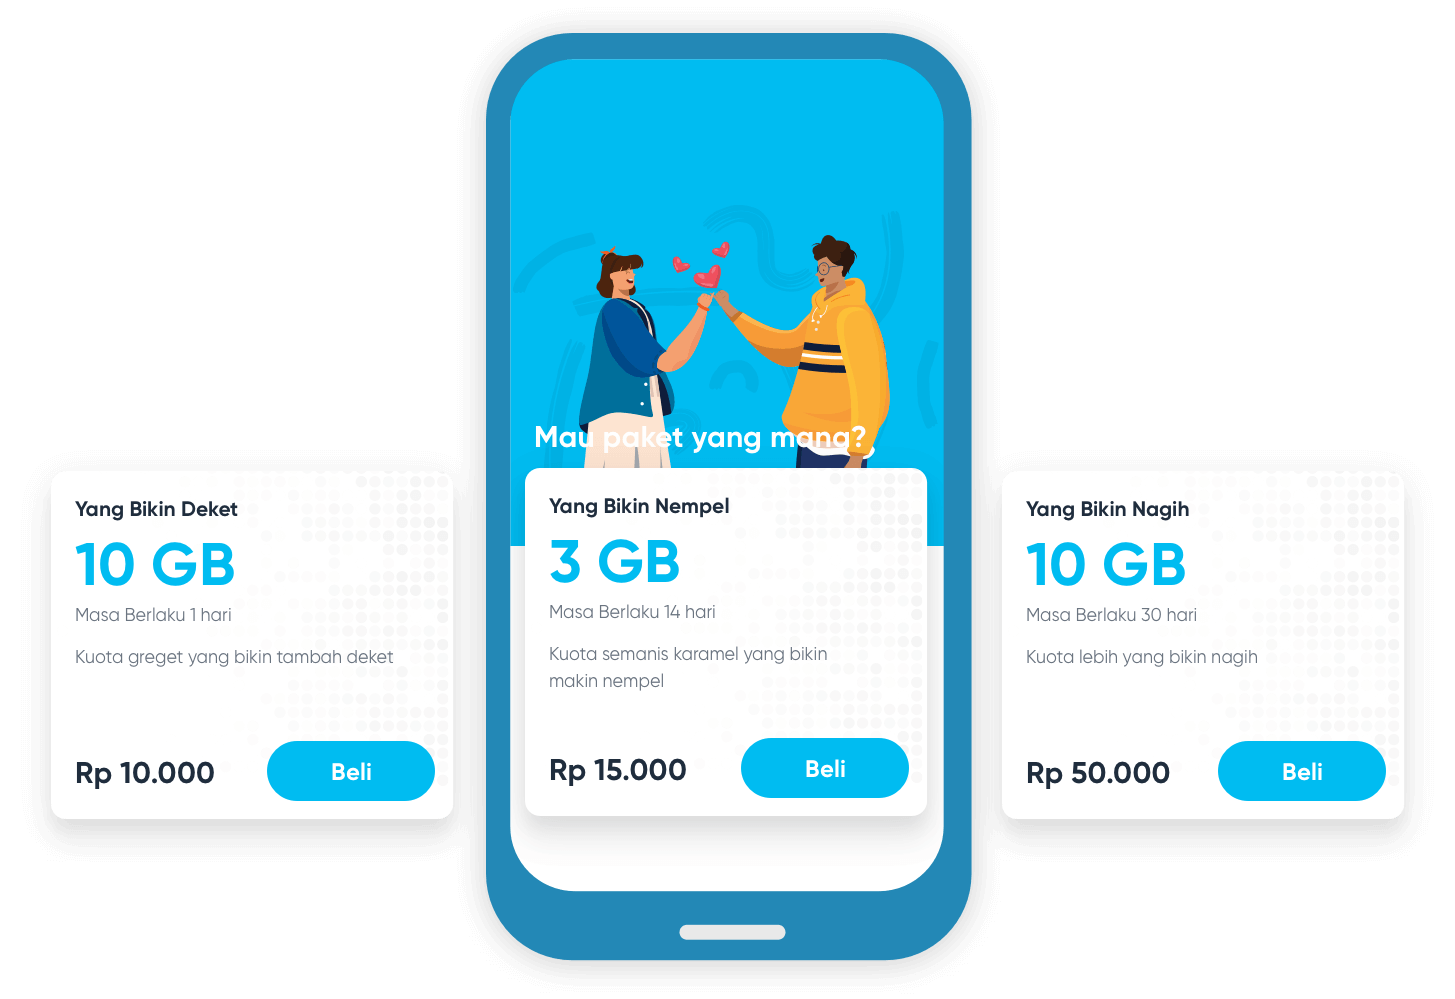 Mau paket yang mana?
Yang Bikin Deket
10 GB
Masa Berlaku 1 hari
Kuota greget yang bikin tambah deket
Rp 10.000
Beli
Yang Bikin Nempel
3 GB
Masa Berlaku 14 hari
Kuota semanis karamel yang bikin
makin nempel
Rp 15.000
Beli
Yang Bikin Nagih
10 GB
Masa Berlaku 30 hari
Kuota lebih yang bikin nagih
Rp 50.000
Beli